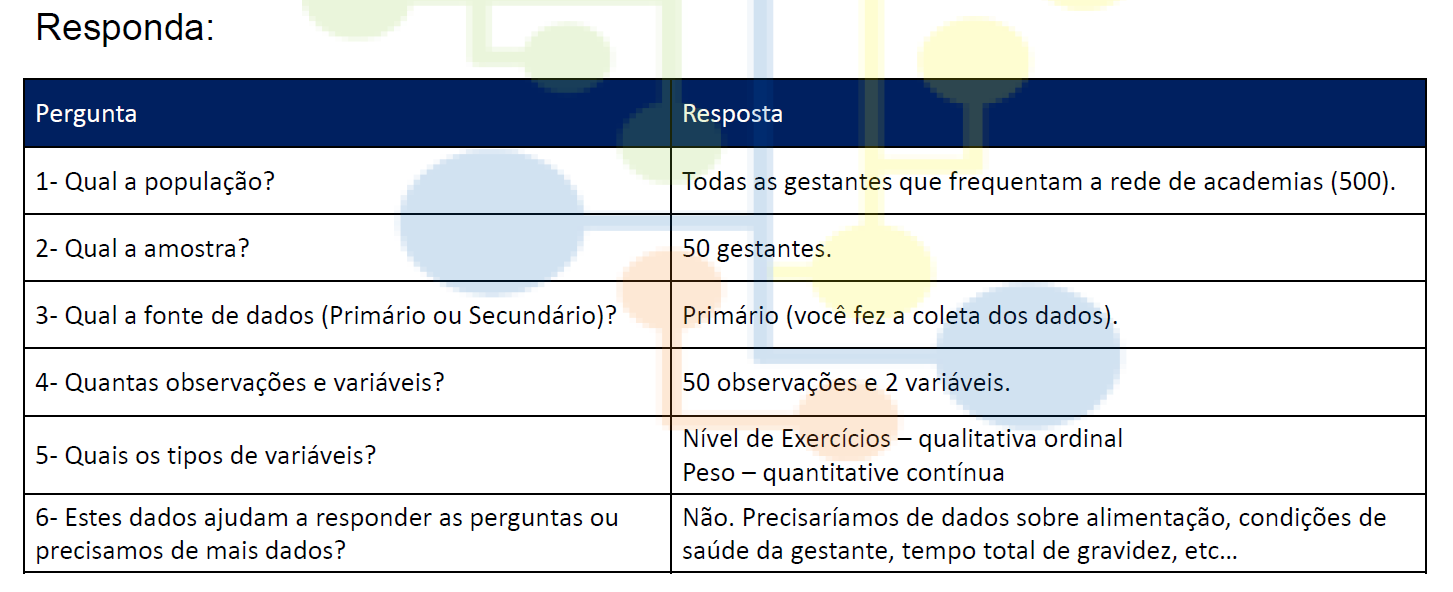 Responda:
Pergunta
Resposta
1- Qual a população?
Todas as gestantes que frequentam a rede de academias (500).
2- Qual a amostra?
50 gestantes.
3- Qual a fonte de dados (Primário ou Secundário)?
Primário (você fez a coleta dos dados).
4- Quantas observações e variáveis?
50 observações e 2 variáveis.
5- Quais os tipos de variáveis?
Nível de Exercícios – qualitativa ordinal
Peso – quantitative contínua
6- Estes dados ajudam a responder as perguntas ou
precisamos de mais dados?
Não. Precisaríamos de dados sobre alimentação, condições de
saúde da gestante, tempo total de gravidez, etc...